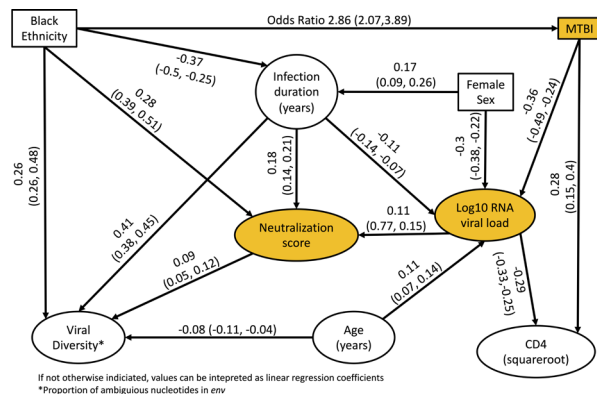 Black
Ethnicity
Odds Ratio 2.86 (2.07,3.89)
MTBI
-0.37
(-0.5, -0.25)
Infection
duration
(years)
0.17
(0.09, 0.26)
Female
Sex
-0.36
(-0.49, -0.24)
0.28
(0.39, 0.51)
-0.11
(-0.14, -0.07)
-0.3
(-0.38, -0.22)
0.26
(0.26, 0.48)
0.18
(0.14, 0.21)
0.28
(0.15, 0.4)
0.41
(0.38, 0.45)
Neutralization
score
0.11
(0.77, 0.15)
Log10 RNA
viral load
0.09
(0.05, 0.12)
0.11
(0.07, 0.14)
-0.29
(-0.33,-0.25)
Viral
Diversity*
-0.08 (-0.11, -0.04)
Age
(years)
CD4
(squareroot)
If not otherwise indiciated, values can be intepreted as linear regression coefficients
*Proportion of ambigious nucleotides in env